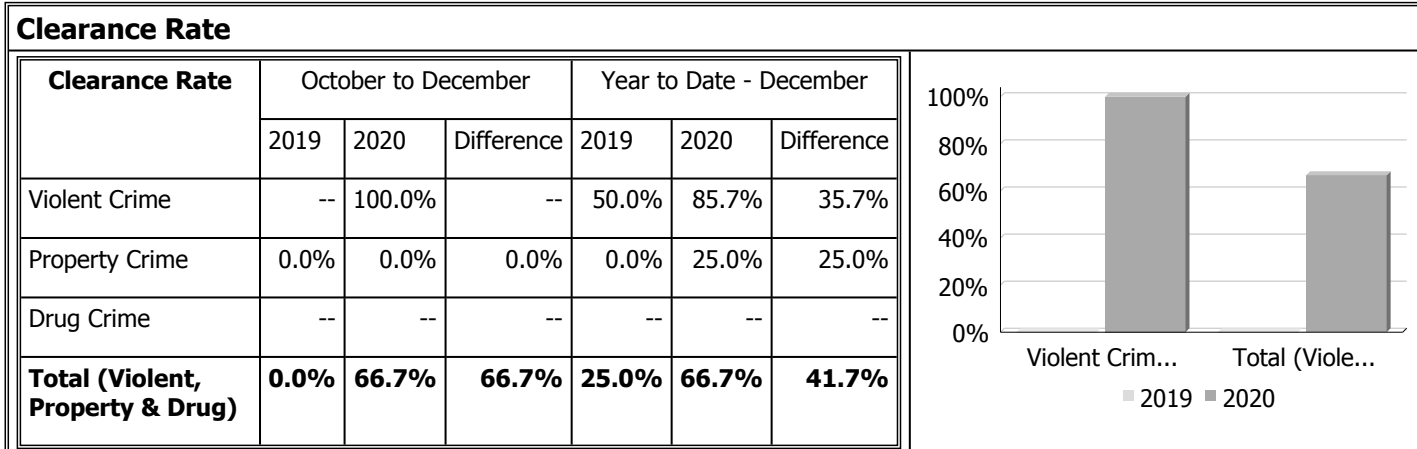 Clearance Rate
Clearance Rate October to December Year to Date - December
2019 2020 Difference 2019 2020 Difference
Violent Crime -- 100.0% -- 50.0% 85.7% 35.7%
Property Crime 0.0% 0.0% 0.0% 0.0% 25.0% 25.0%
Drug Crime -- -- -- -- -- --
Total (Violent,
Property & Drug) 0.0% 66.7% 66.7% 25.0% 66.7% 41.7%
100%
80%
60%
40%
20%
0%
Violent Crim... Total (Viole...
2019 2020